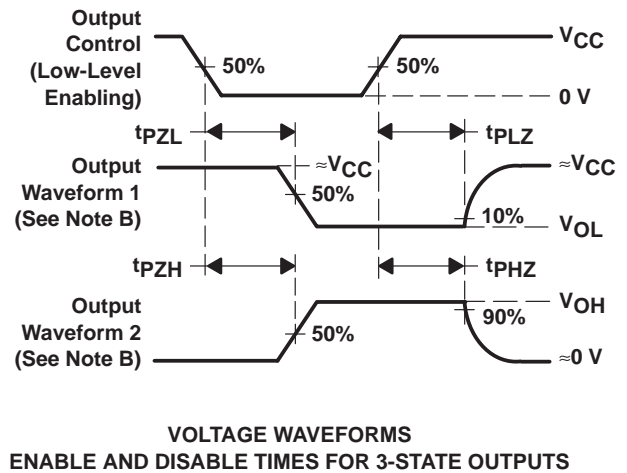 Output
Control
(Low-Level
Enabling)
50%
50%
VCC
0 V
tPZL
tPLZ
Output
Waveform 1
(See Note B)
≈VCC
50%
≈VCC
10%
VOL
tPZH
tPHZ
Output
Waveform 2
(See Note B)
50%
VOH
90%
≈0 V
VOLTAGE WAVEFORMS
ENABLE AND DISABLE TIMES FOR 3-STATE OUTPUTS